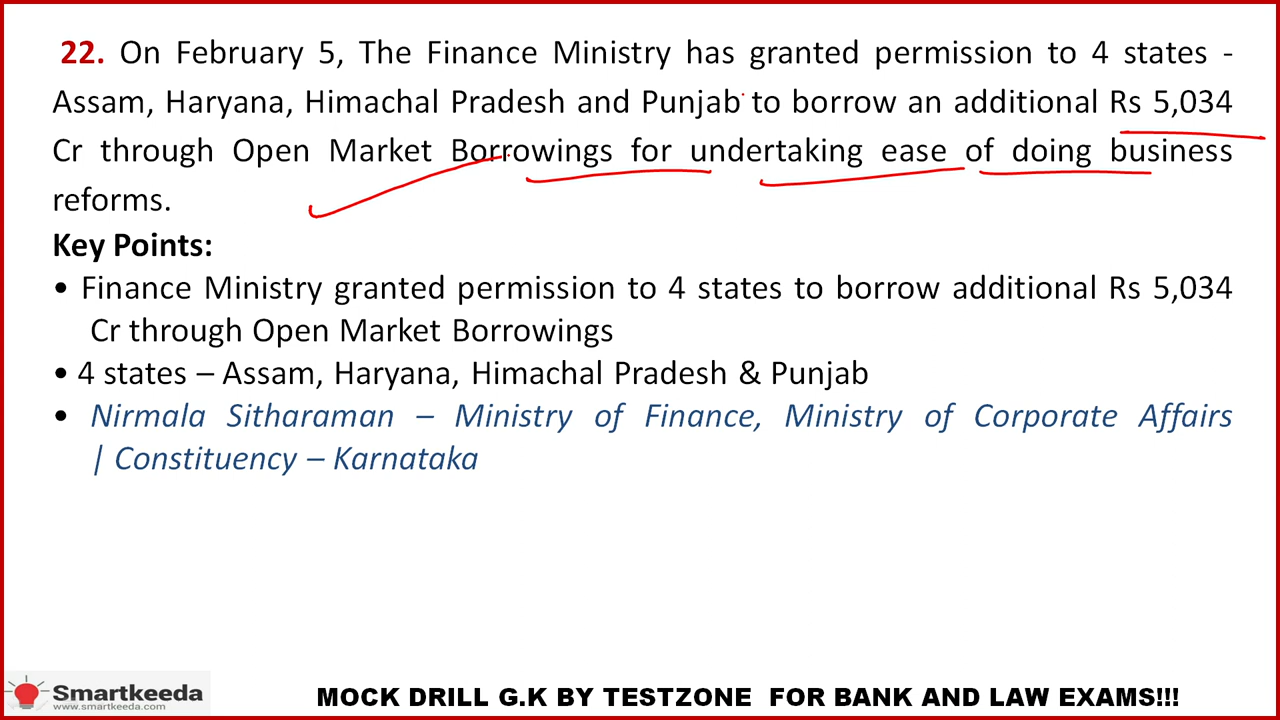 22. On February 5, The Finance Ministry has granted permission to 4 states -
Assam, Haryana, Himachal Pradesh and Punjab to borrow an additional Rs 5,034
Cr through Open Market Borrowings for undertaking ease of doing business
reforms.
Key Points:
• Finance Ministry granted permission to 4 states to borrow additional Rs 5,034
Cr through Open Market Borrowings
• 4 states – Assam, Haryana, Himachal Pradesh & Punjab
• Nirmala Sitharaman – Ministry of Finance, Ministry of Corporate Affairs
| Constituency – Karnataka
Smartkeeda
www.smartkeeda.com
MOCK DRILL G.K BY TESTZONE FOR BANK AND LAW EXAMS!!!